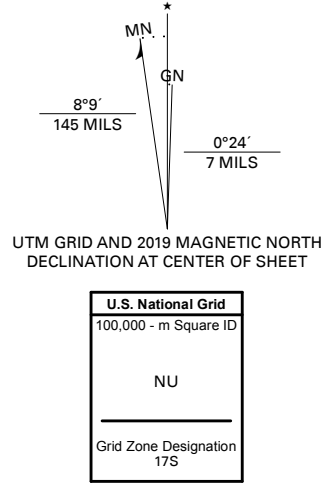 ★
MN
GN
8°9´
145 MILS
0°24´
7 MILS
UTM GRID AND 2019 MAGNETIC NORTH
DECLINATION AT CENTER OF SHEET
U.S. National Grid
100,000 - m Square ID
NU
Grid Zone Designation
17S